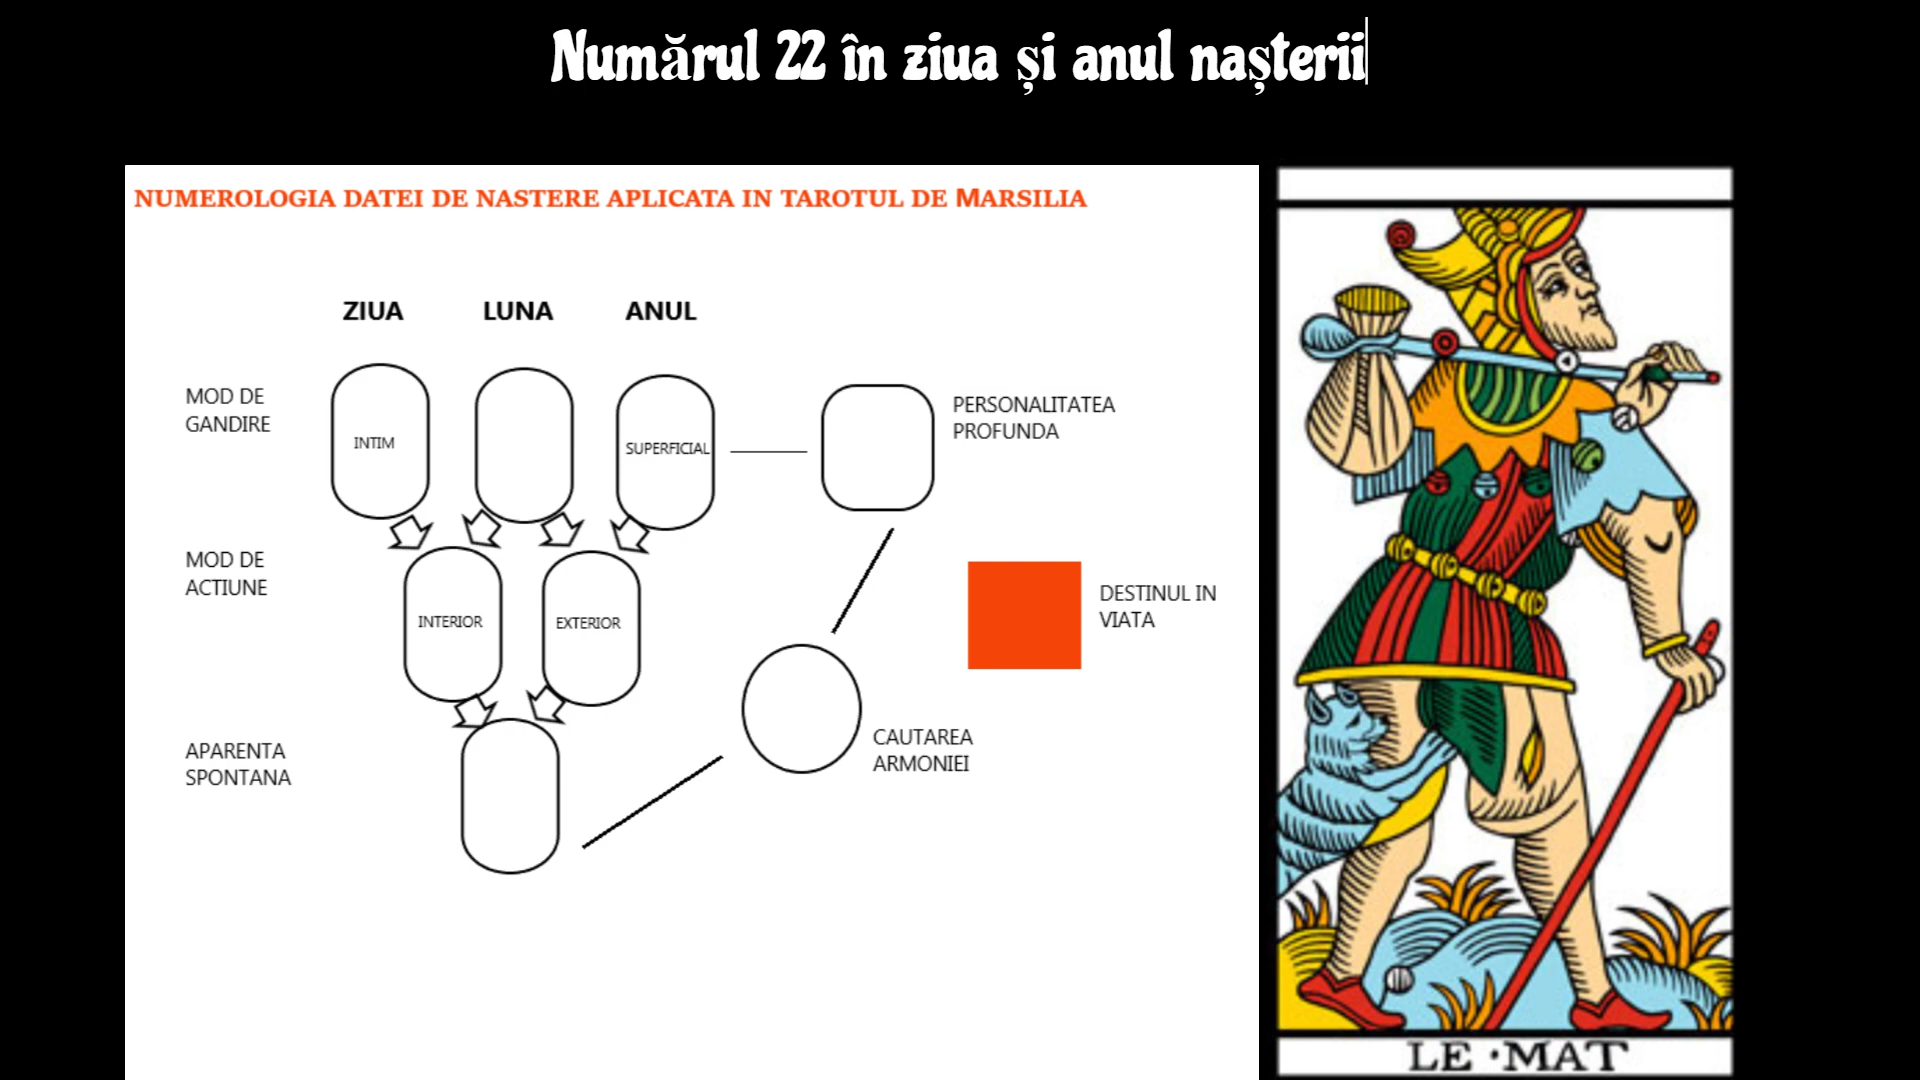 Numărul 22 în ziua și anul nașterii
NUMEROLOGIA DATEI DE NASTERE APLICATA IN TAROTUL DE MARSILIA
ZIUA LUNA ANUL
MOD DE
GANDIRE
INTIM
SUPERFICIAL
PERSONALITATEA
PROFUNDA
MOD DE
ACTIUNE
INTERIOR
EXTERIOR
DESTINUL IN
VIATA
APARENTA
SPONTANA
CAUTAREA
ARMONIEI
LE·MAT